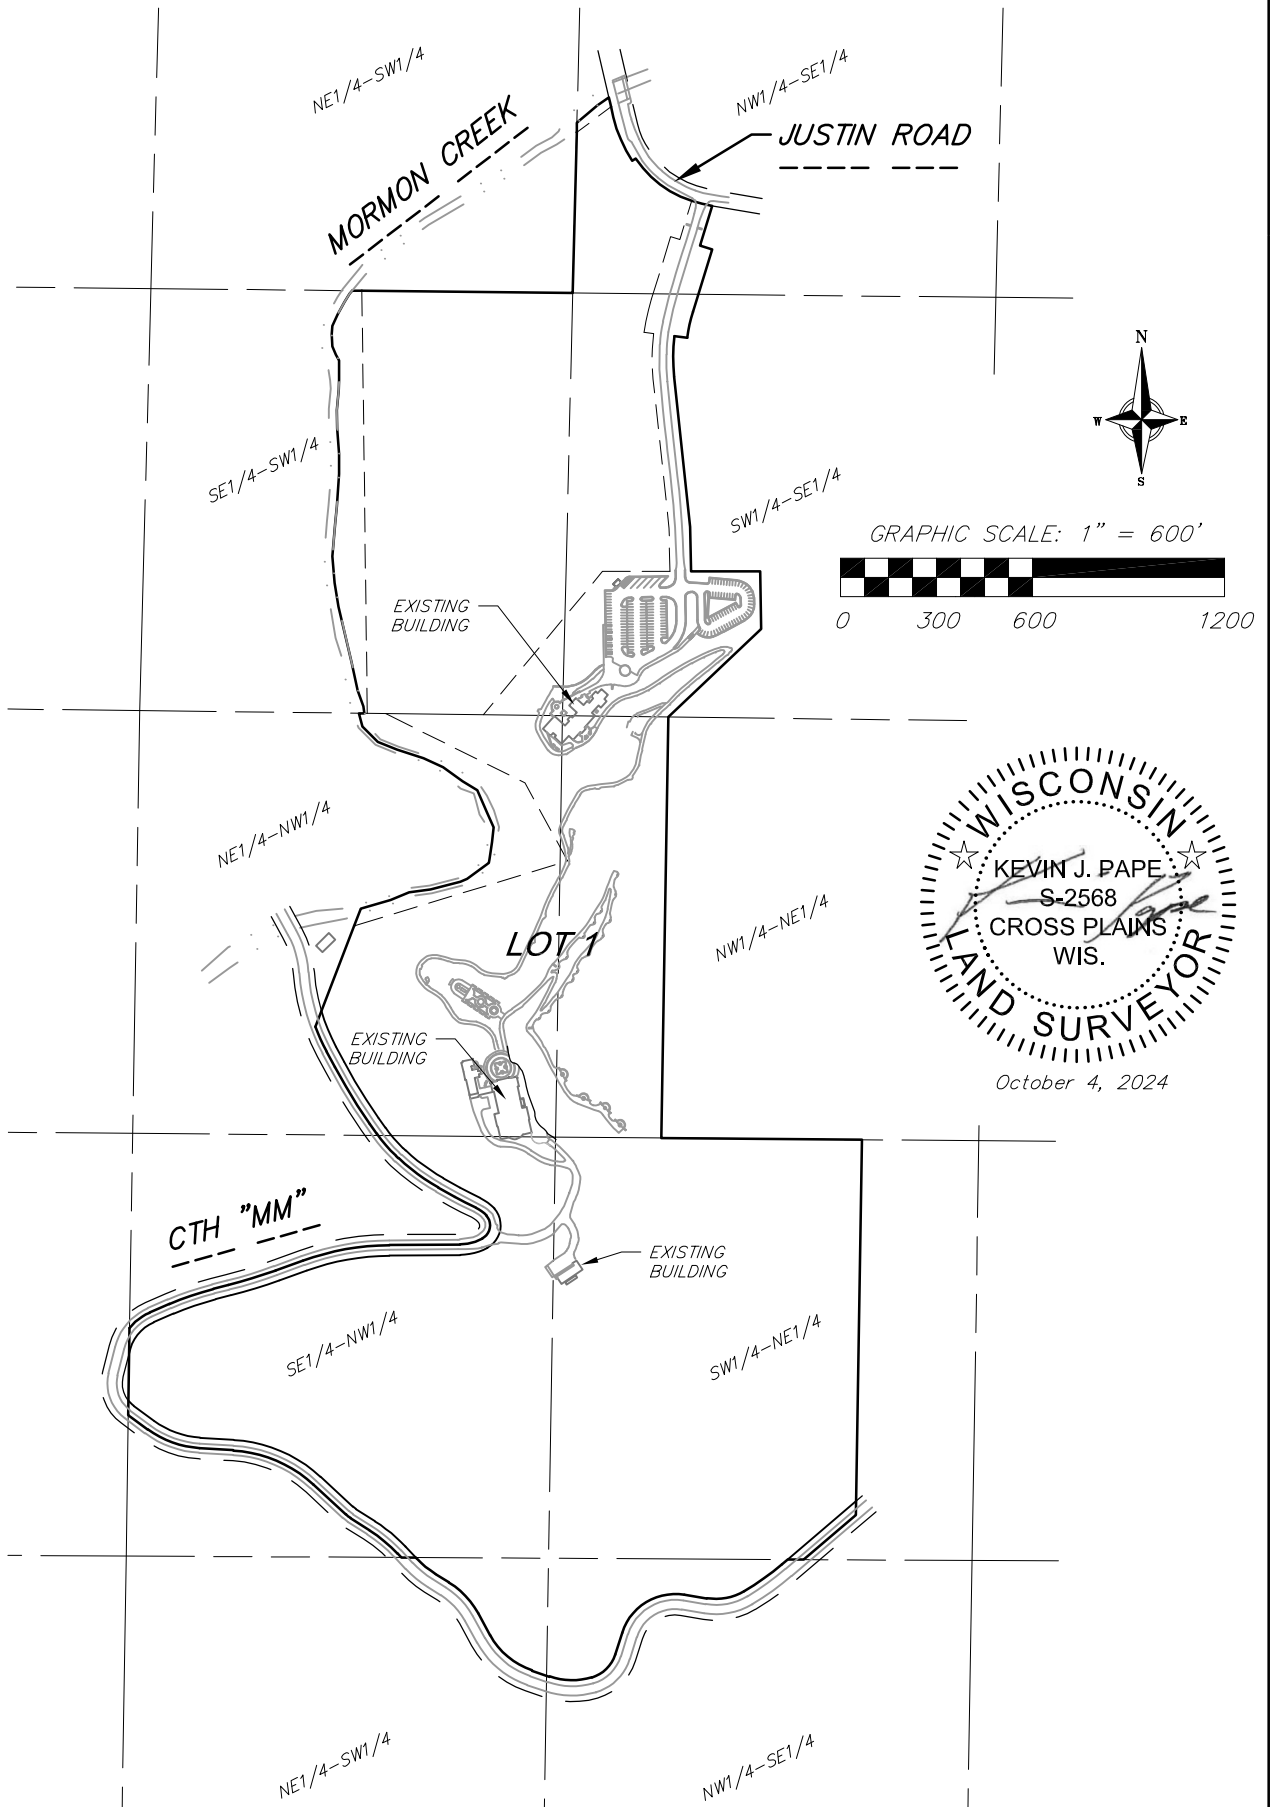 NE1/4-SW1/4
NW1/4-SE1/4
MORMON CREEK
JUSTIN ROAD
SE1/4-SW1/4
SW1/4-SE1/4
N
W
E
S
GRAPHIC SCALE: 1" = 600'
0 300 600 1200
EXISTING
BUILDING
NE1/4-NW1/4
NW1/4-NE1/4
LOT 1
WISCONSIN
KEVIN J. PAPE
S-2568
CROSS PLAINS
WIS.
LAND SURVEYOR
October 4, 2024
EXISTING
BUILDING
CTH "MM"
EXISTING
BUILDING
SE1/4-NW1/4
SW1/4-NE1/4
NE1/4-SW1/4
NW1/4-SE1/4